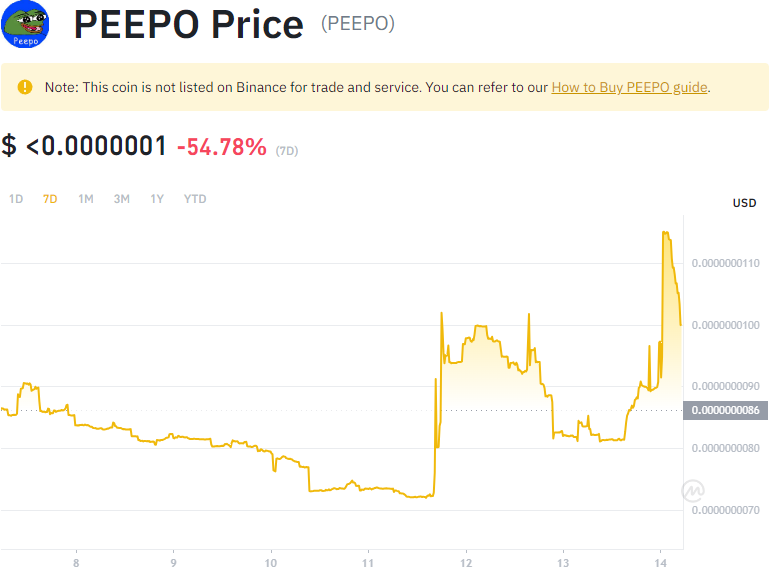 Peepo
PEEPO Price (PEEPO)
Note: This coin is not listed on Binance for trade and service. You can refer to our How to Buy PEEPO guide.
$ <0.0000001 -54.78% (7D)
1D 7D 1M 3M 1Y YTD
USD
0.0000000110
0.0000000100
0.0000000090
0.0000000086
0.0000000080
0.0000000070
8 9 10 11 12 13 14